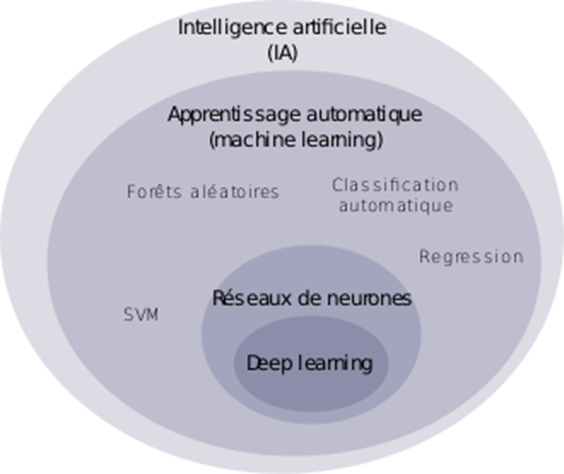 Intelligence artificielle
(IA)
Apprentissage automatique
(machine learning)
Forêts aléatoires
Classification
automatique
Regression
SVM
Réseaux de neurones
Deep learning